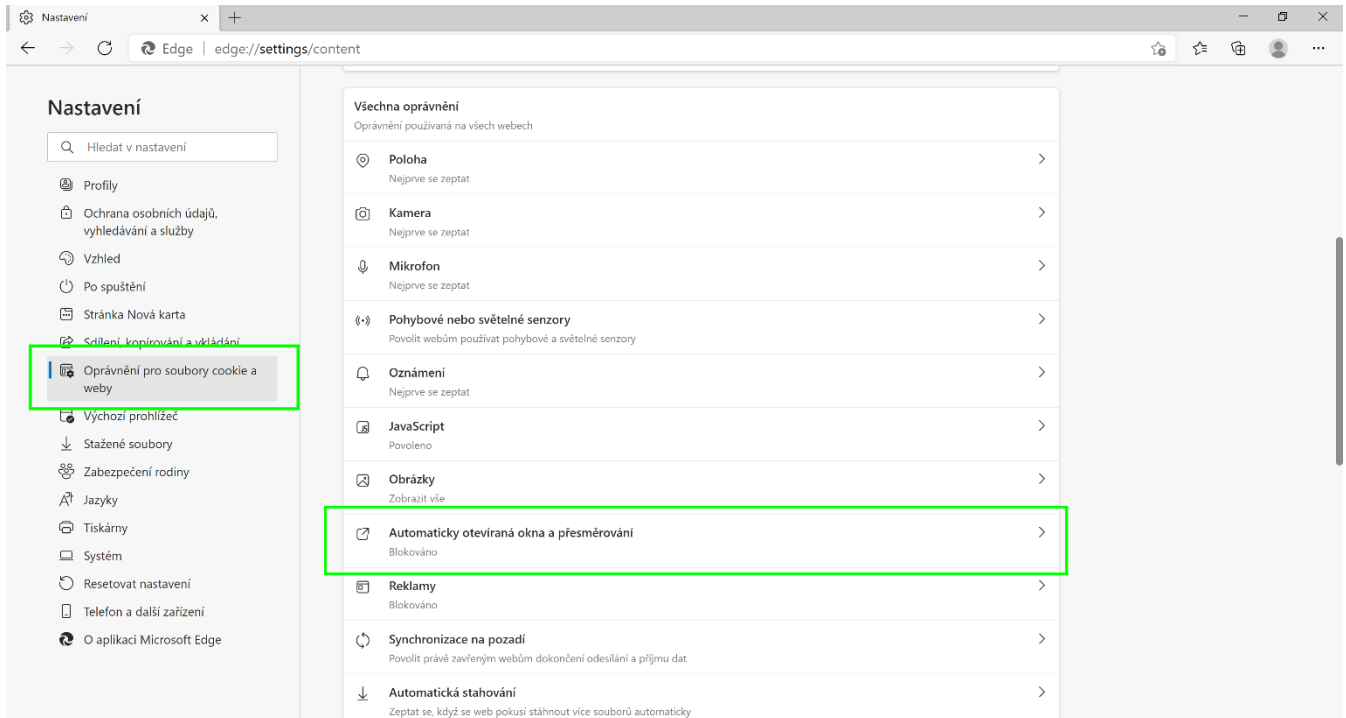 Nastavení
Edge | edge://settings/content
Nastavení
Hledat v nastavení
Profily
Ochrana osobních údajů,
vyhledávání a služby
Vzhled
Po spuštění
Stránka Nová karta
Sdílení, kopírování a vkládání
Oprávnění pro soubory cookie a
weby
Výchozí prohlížeč
Stažené soubory
Zabezpečení rodiny
Jazyky
Tiskárny
Systém
Resetovat nastavení
Telefon a další zařízení
O aplikaci Microsoft Edge
Všechna oprávnění
Oprávnění používaná na všech webech
Poloha
Nejprve se zeptat
Kamera
Nejprve se zeptat
Mikrofon
Nejprve se zeptat
Pohybové nebo světelné senzory
Povolit webům používat pohybové a světelné senzory
Oznámení
Nejprve se zeptat
JavaScript
Povoleno
Obrázky
Zobrazit vše
Automaticky otevíraná okna a přesměrování
Blokováno
Reklamy
Blokováno
Synchronizace na pozadí
Povolit právě zavřeným webům dokončení odesílání a příjmu dat
Automatická stahování
Zeptat se, když se web pokusí stáhnout více souborů automaticky